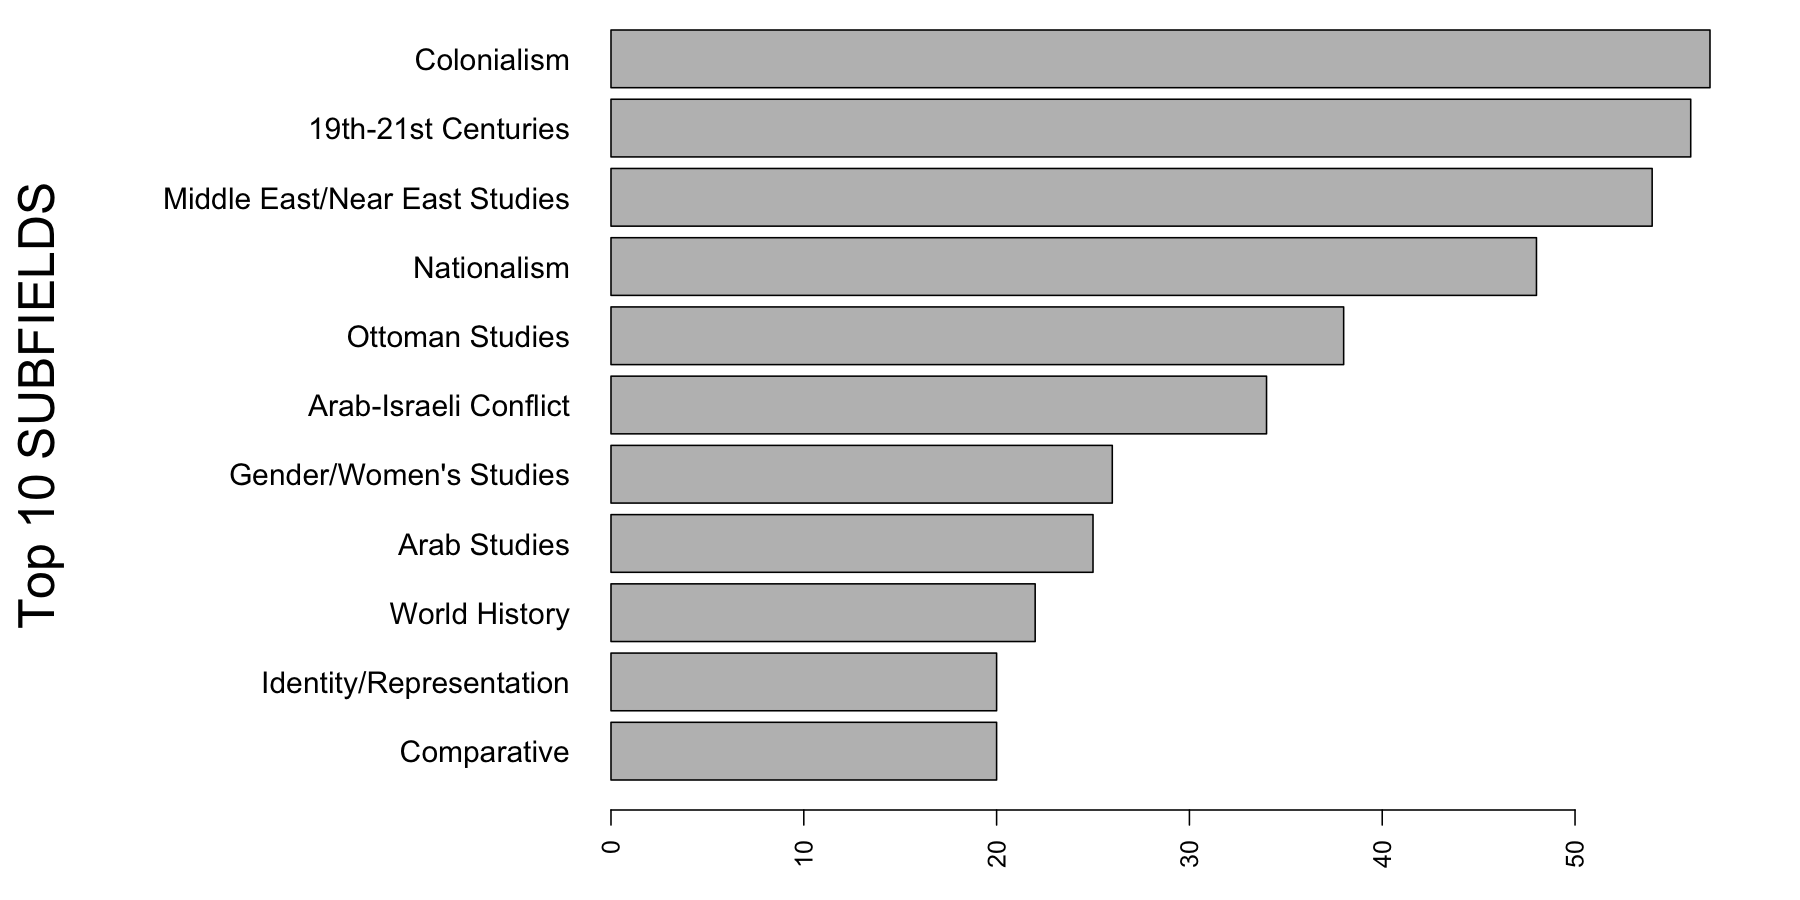 Top 10 SUBFIELDS
Colonialism
19th-21st Centuries
Middle East/Near East Studies
Nationalism
Ottoman Studies
Arab-Israeli Conflict
Gender/Women's Studies
Arab Studies
World History
Identity/Representation
Comparative
0 10 20 30 40 50